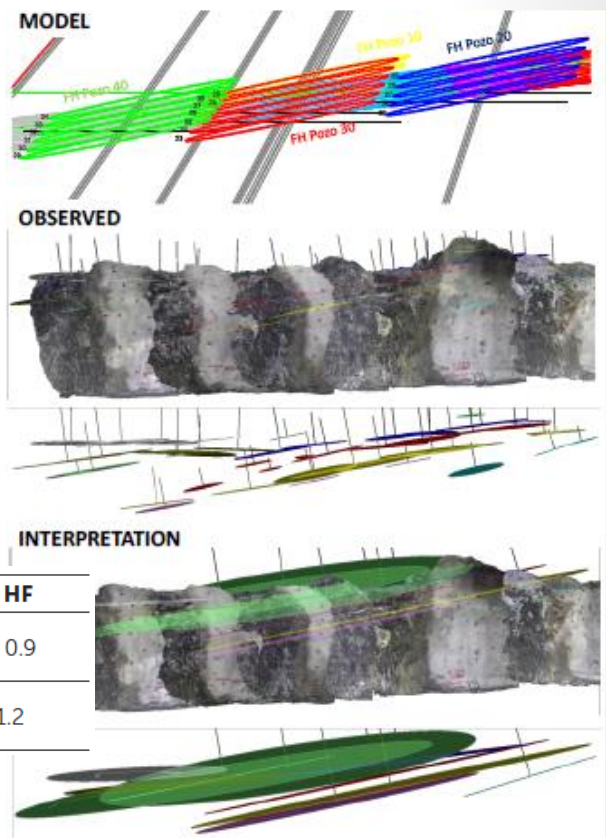 MODEL
FH Pozo 10
FH Pozo 20
FH Pozo 40
FH Pozo 30
OBSERVED
INTERPRETATION
HF
0.9
1.2